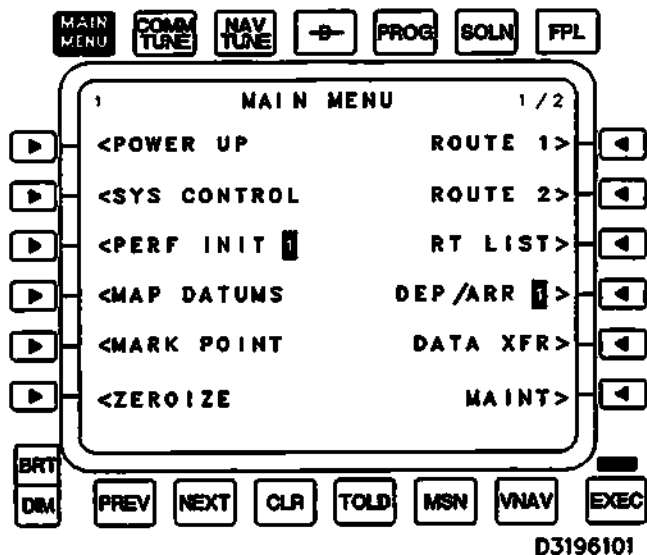 MAIN MENU COMM TUNE NAV TUNE -D- PROG SOLN FPL
1 MAIN MENU 1/2
<POWER UP ROUTE 1>
<SYS CONTROL ROUTE 2>
<PERF INIT 1 RT LIST>
<MAP DATUMS DEP/ARR 1>
<MARK POINT DATA XFR>
<ZEROIZE MAINT>
BRT
DIM PREV NEXT CLR TOLD MSN VNAV EXEC
D3196101